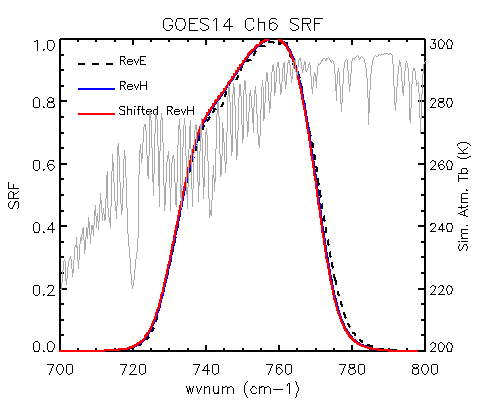 GOES14 Ch6 SRF
1.0
0.8
0.6
0.4
0.2
0.0
SRF
RevE
RevH
Shifted RevH
300
280
260
240
220
200
Sim. Atm. Tb (K)
700 720 740 760 780 800
wvnum (cm-1)